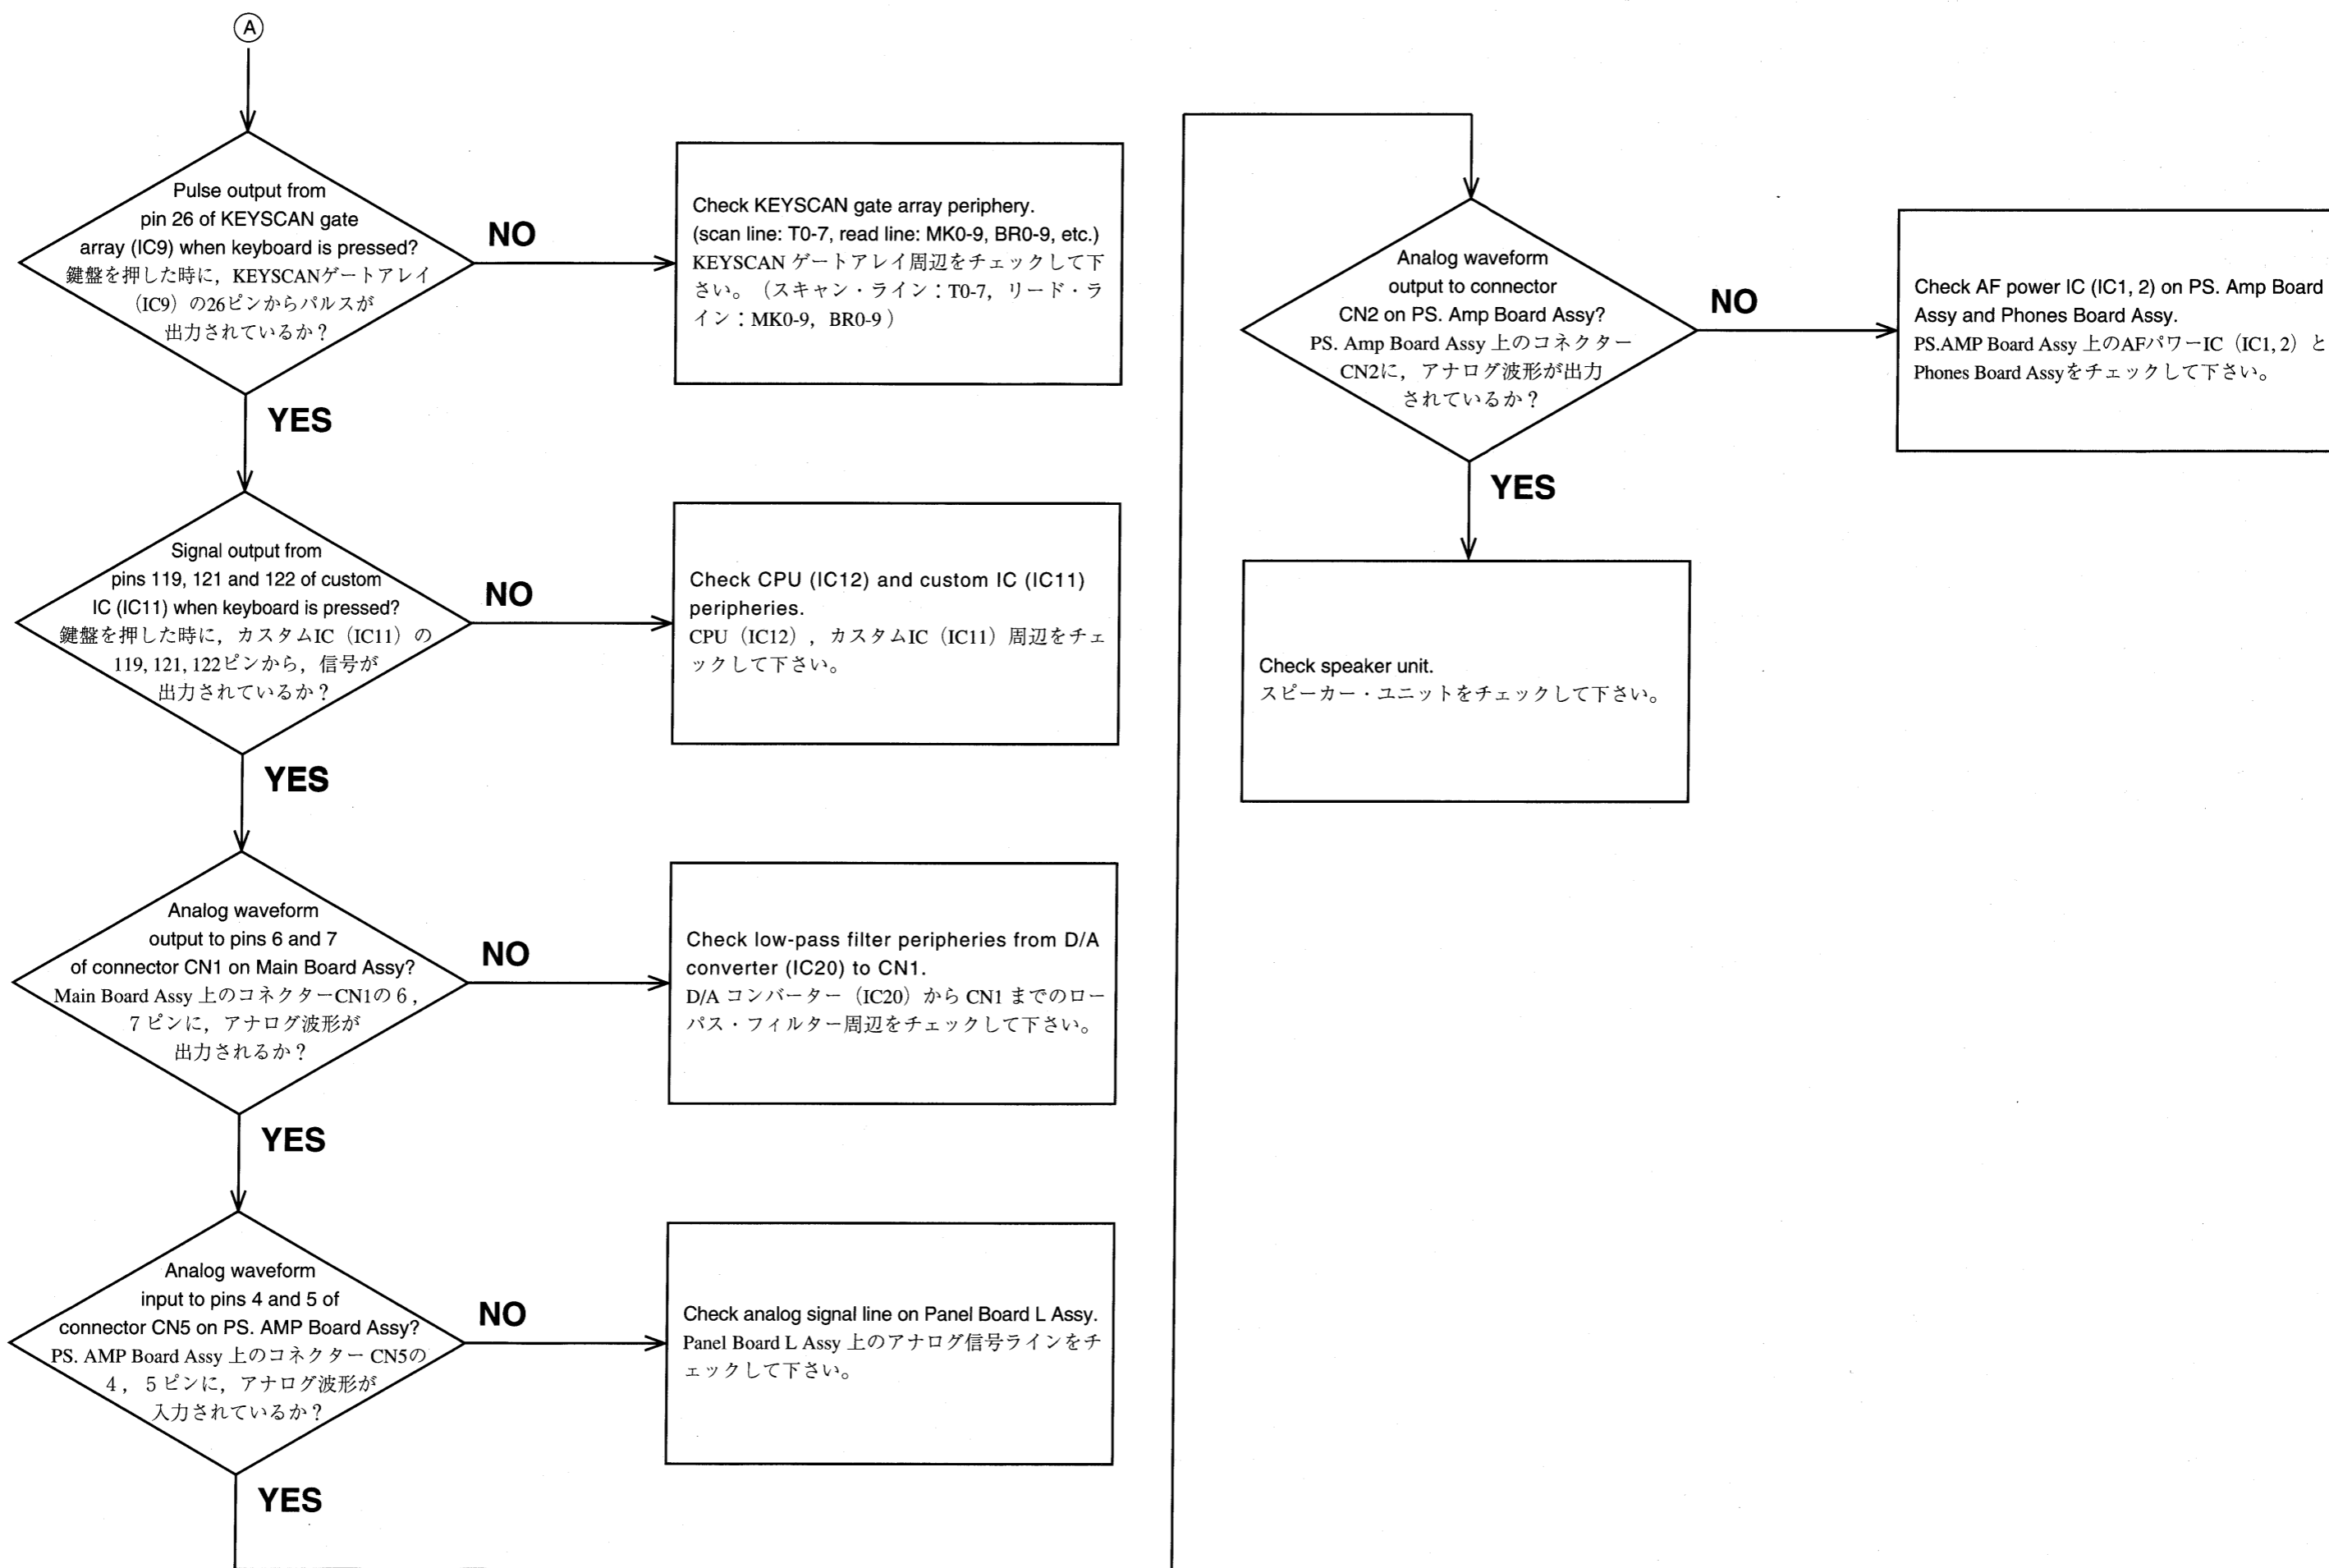 A
Pulse output from
pin 26 of KEYSCAN gate
array (IC9) when keyboard is pressed?
鍵盤を押した時に，KEYSCANゲートアレイ
（IC9）の26ピンからパルスが
出力されているか？
NO
Check KEYSCAN gate array periphery.
(scan line: T0-7, read line: MK0-9, BR0-9, etc.)
KEYSCAN ゲートアレイ周辺をチェックして下
さい。（スキャン・ライン：T0-7，リード・ラ
イン：MK0-9，BR0-9 ）
YES
Signal output from
pins 119, 121 and 122 of custom
IC (IC11) when keyboard is pressed?
鍵盤を押した時に，カスタムIC（IC11）の
119, 121, 122ピンから，信号が
出力されているか？
NO
Check CPU (IC12) and custom IC (IC11)
peripheries.
CPU（IC12），カスタムIC（IC11）周辺をチェ
ックして下さい。
YES
Analog waveform
output to pins 6 and 7
of connector CN1 on Main Board Assy?
Main Board Assy 上のコネクターCN1の 6，
7 ピンに，アナログ波形が
出力されるか？
NO
Check low-pass filter peripheries from D/A
converter (IC20) to CN1.
D/A コンバーター（IC20）から CN1 までのロー
パス・フィルター周辺をチェックして下さい。
YES
Analog waveform
input to pins 4 and 5 of
connector CN5 on PS. AMP Board Assy?
PS. AMP Board Assy 上のコネクター CN5の
4，5 ピンに，アナログ波形が
入力されているか？
NO
Check analog signal line on Panel Board L Assy.
Panel Board L Assy 上のアナログ信号ラインをチ
ェックして下さい。
YES
Analog waveform
output to connector
CN2 on PS. Amp Board Assy?
PS. Amp Board Assy 上のコネクター
CN2に，アナログ波形が出力
されているか？
NO
Check AF power IC (IC1, 2) on PS. Amp Board
Assy and Phones Board Assy.
PS.AMP Board Assy 上のAFパワーIC（IC1, 2）と
Phones Board Assyをチェックして下さい。
YES
Check speaker unit.
スピーカー・ユニットをチェックして下さい。